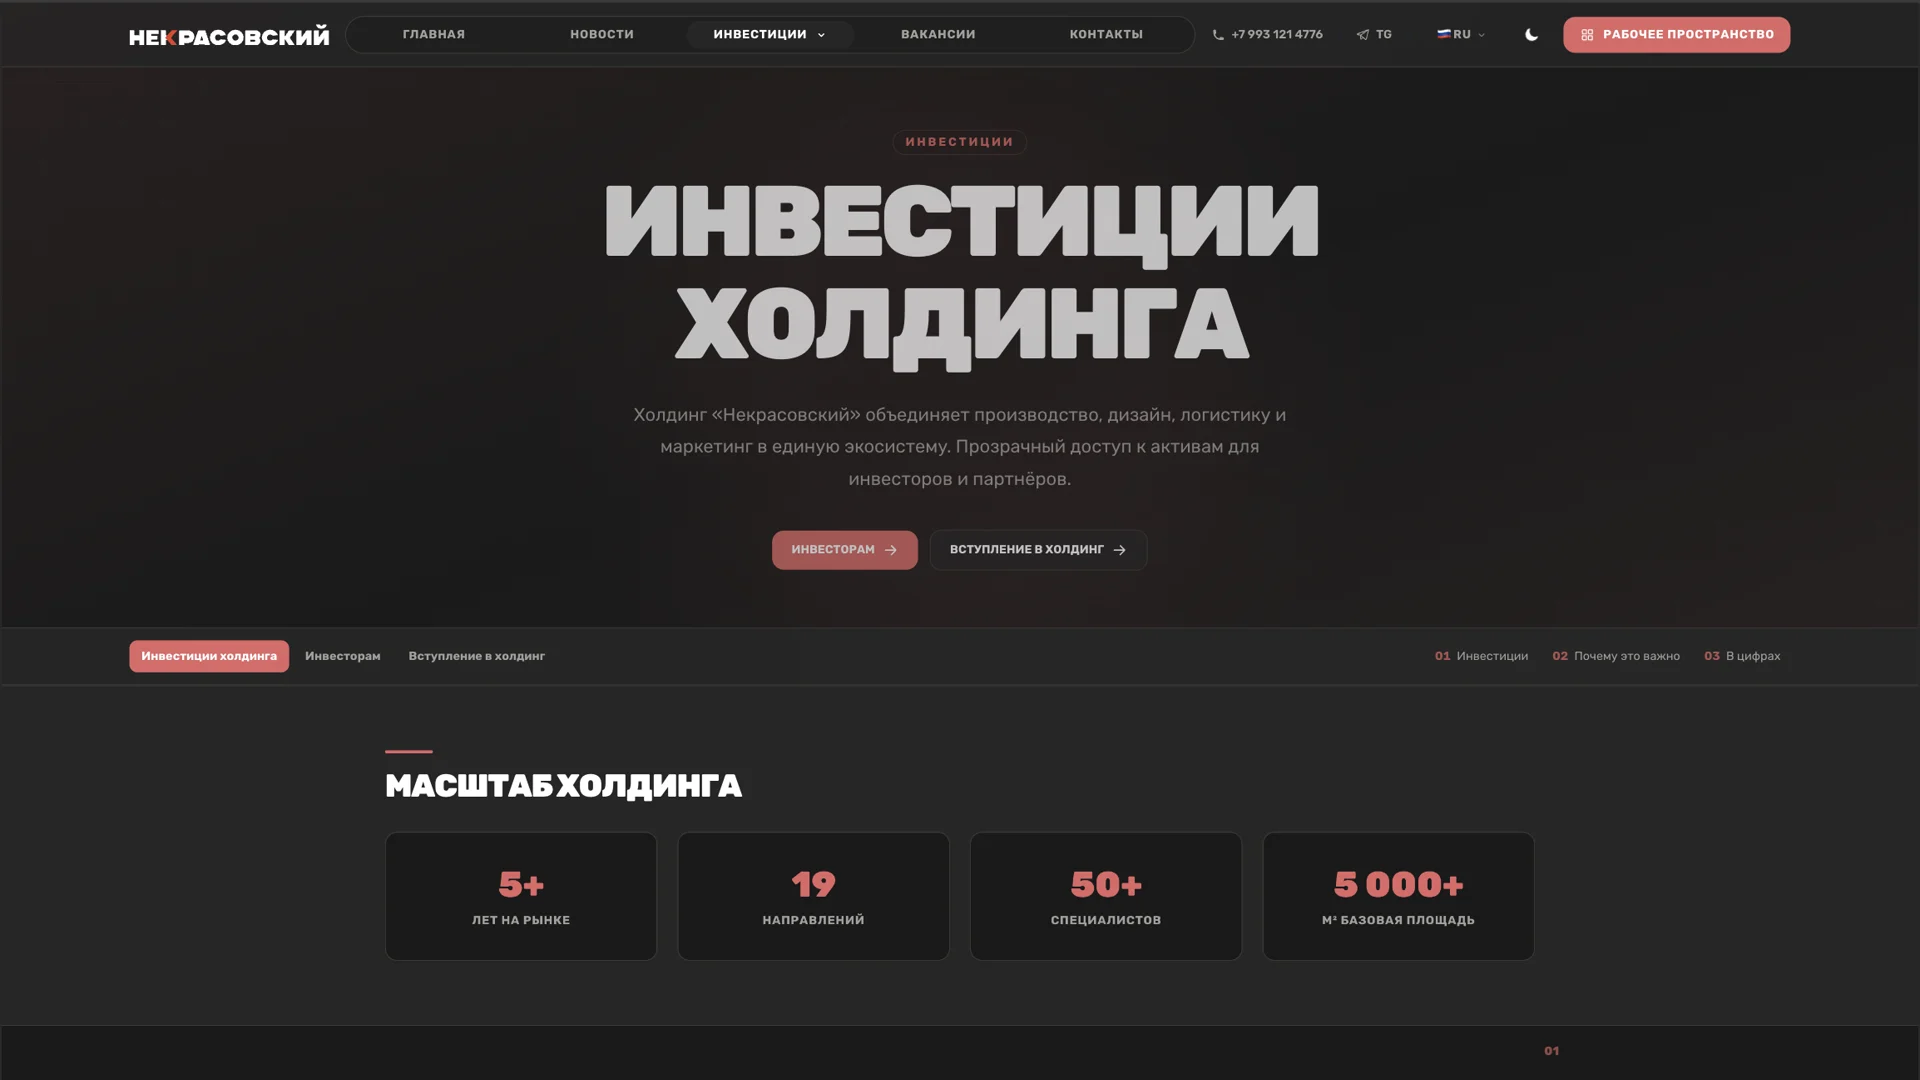 НЕКРАСОВСКИЙ
ГЛАВНАЯ
НОВОСТИ
ИНВЕСТИЦИИ
ВАКАНСИИ
КОНТАКТЫ
+7 993 121 4776
TG
RU
РАБОЧЕЕ ПРОСТРАНСТВО
ИНВЕСТИЦИИ
ИНВЕСТИЦИИ
ХОЛДИНГА
Холдинг «Некрасовский» объединяет производство, дизайн, логистику и
маркетинг в единую экосистему. Прозрачный доступ к активам для
инвесторов и партнёров.
ИНВЕСТОРАМ
ВСТУПЛЕНИЕ В ХОЛДИНГ
Инвестиции холдинга
Инвесторам
Вступление в холдинг
01 Инвестиции
02 Почему это важно
03 В цифрах
МАСШТАБ ХОЛДИНГА
5+
ЛЕТ НА РЫНКЕ
19
НАПРАВЛЕНИЙ
50+
СПЕЦИАЛИСТОВ
5 000+
М² БАЗОВАЯ ПЛОЩАДЬ
01